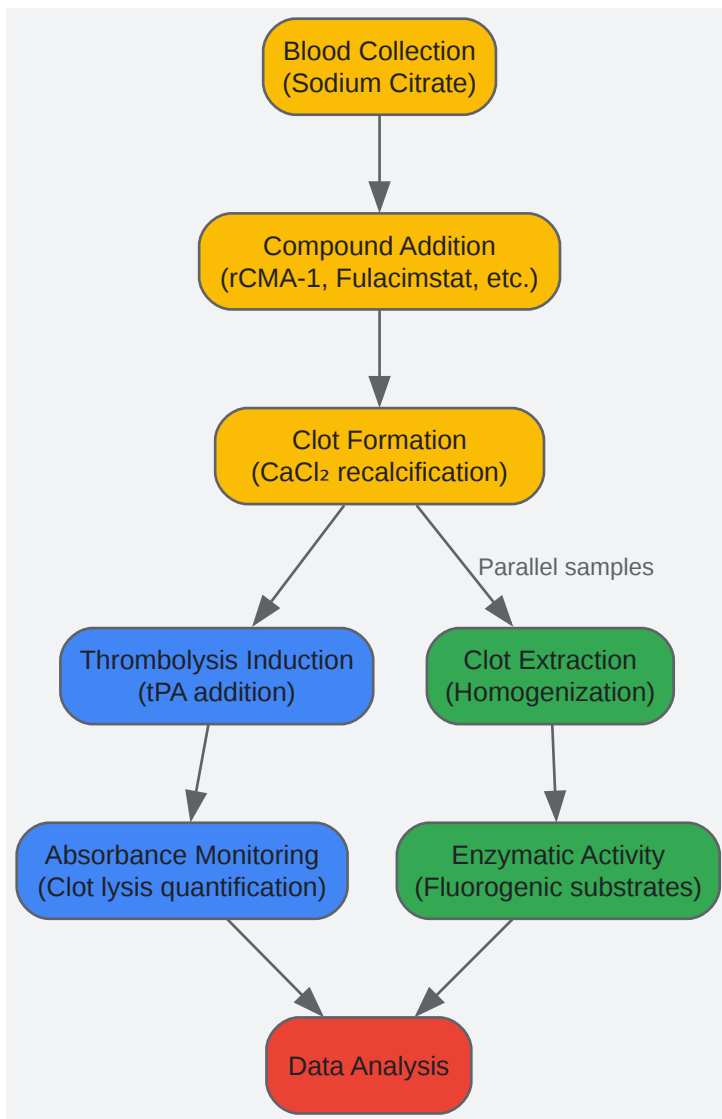 Blood Collection
(Sodium Citrate)
Compound Addition
(rCMA-1, Fulacimstat, etc.)
Clot Formation
(CaCl₂ recalcification)
Parallel samples
Thrombolysis Induction
(tPA addition)
Clot Extraction
(Homogenization)
Absorbance Monitoring
(Clot lysis quantification)
Enzymatic Activity
(Fluorogenic substrates)
Data Analysis